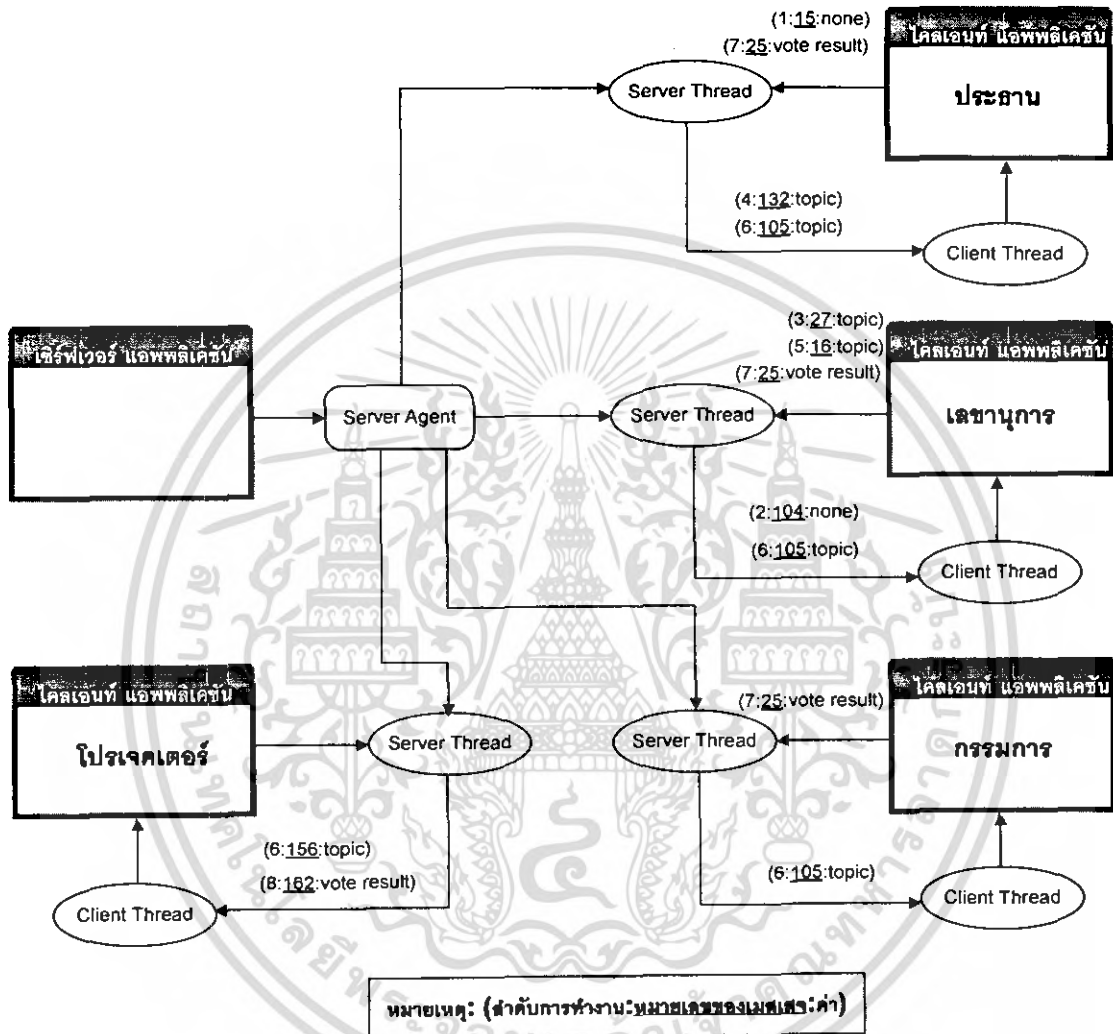 (1:15:none)
(7:25:vote result)
ไคลเอนท์ แอพพลิเคชัน
ประธาน
Server Thread
(4:132:topic)
(6:105:topic)
Client Thread
(3:27:topic)
(5:16:topic)
(7:25:vote result)
ไคลเอนท์ แอพพลิเคชัน
เลขานุการ
เซิร์ฟเวอร์ แอพพลิเคชัน
Server Agent
Server Thread
(2:104:none)
(6:105:topic)
Client Thread
ไคลเอนท์ แอพพลิเคชัน
โปรเจคเตอร์
Server Thread
(7:25:vote result)
Server Thread
ไคลเอนท์ แอพพลิเคชัน
กรรมการ
(6:156:topic)
(8:162:vote result)
Client Thread
(6:105:topic)
Client Thread
หมายเหตุ: (ลำดับการทำงาน:หมายเลขของเมสเสจ:ค่า)